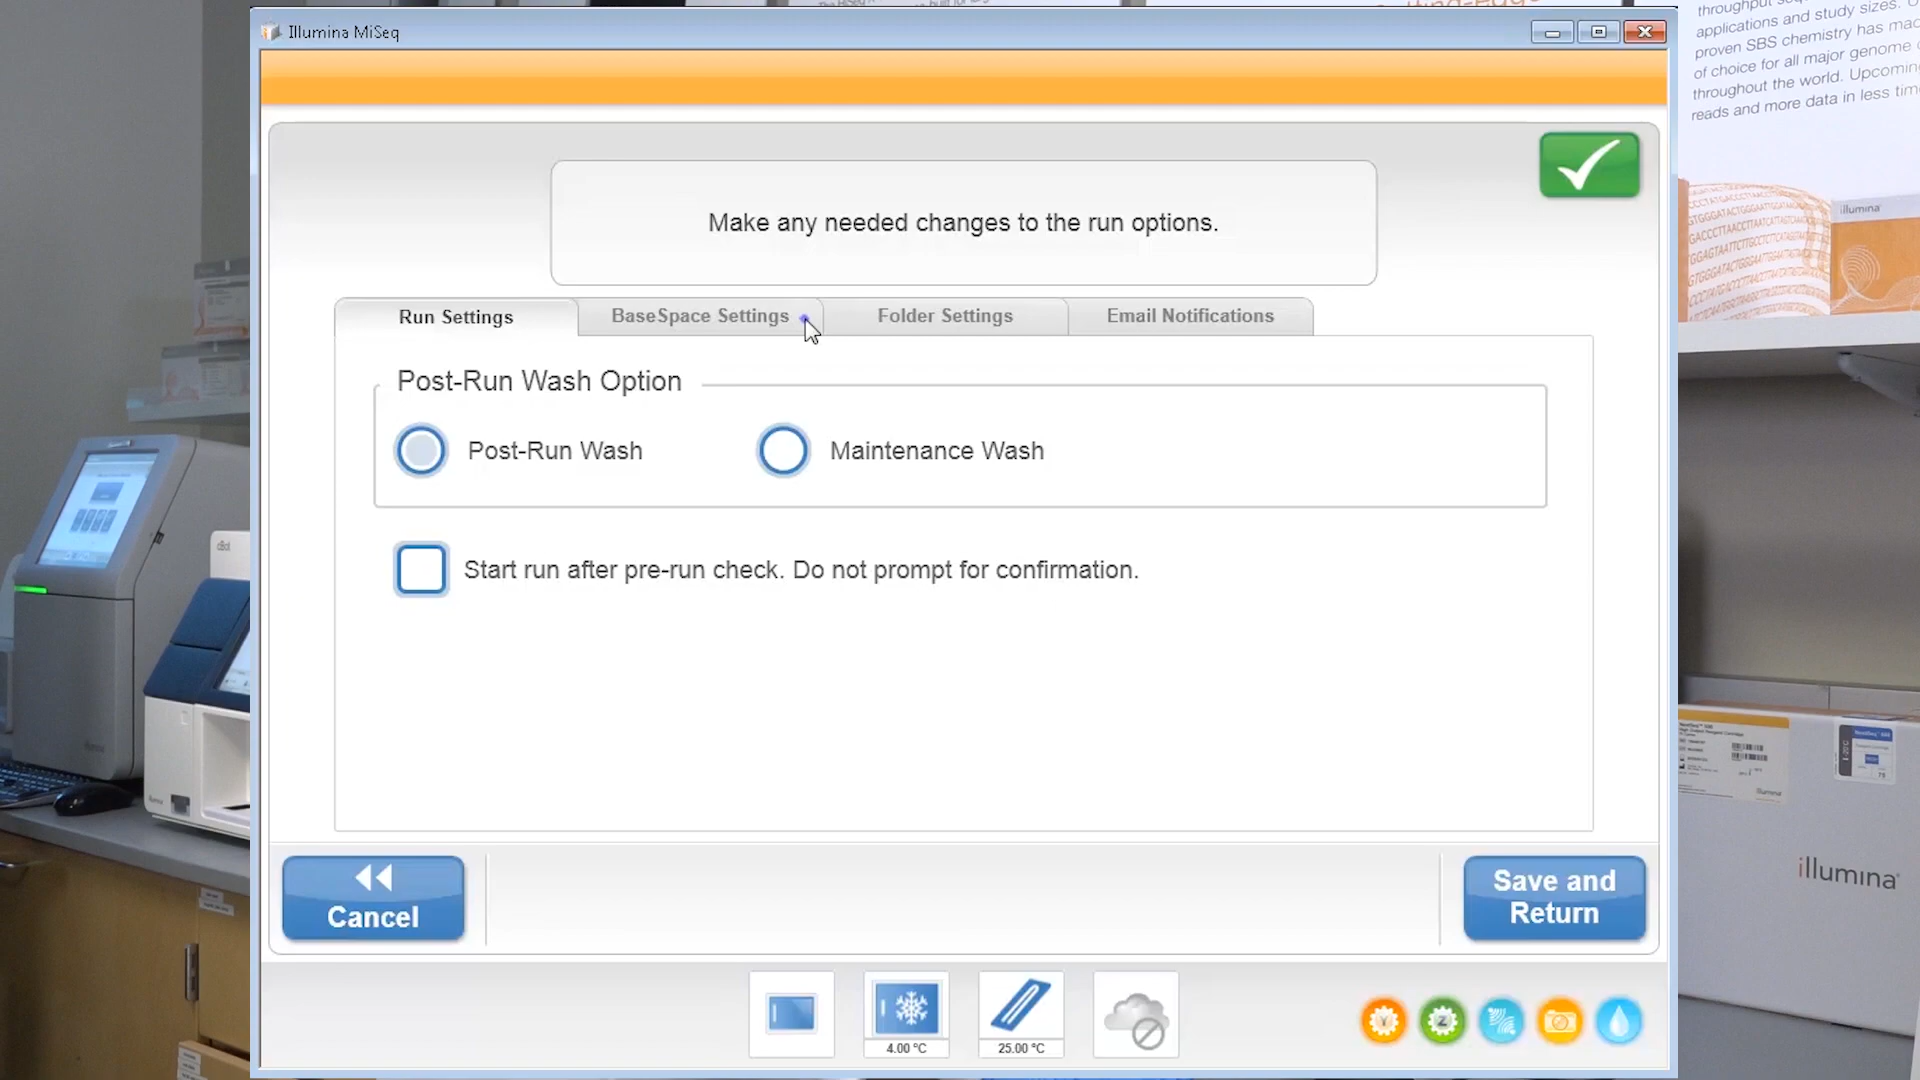 Illumina MiSeq
Make any needed changes to the run options.
Run Settings
BaseSpace Settings
Folder Settings
Email Notifications
Post-Run Wash Option
Post-Run Wash
Maintenance Wash
Start run after pre-run check. Do not prompt for confirmation.
Cancel
Save and
Return
4.00 °C
25.00 °C
Y
Z
applications and study sizes.
proven SBS chemistry has
of choice for all major genome
throughout the world. Upcoming
reads and more data in less
illumina
illumina
cBot